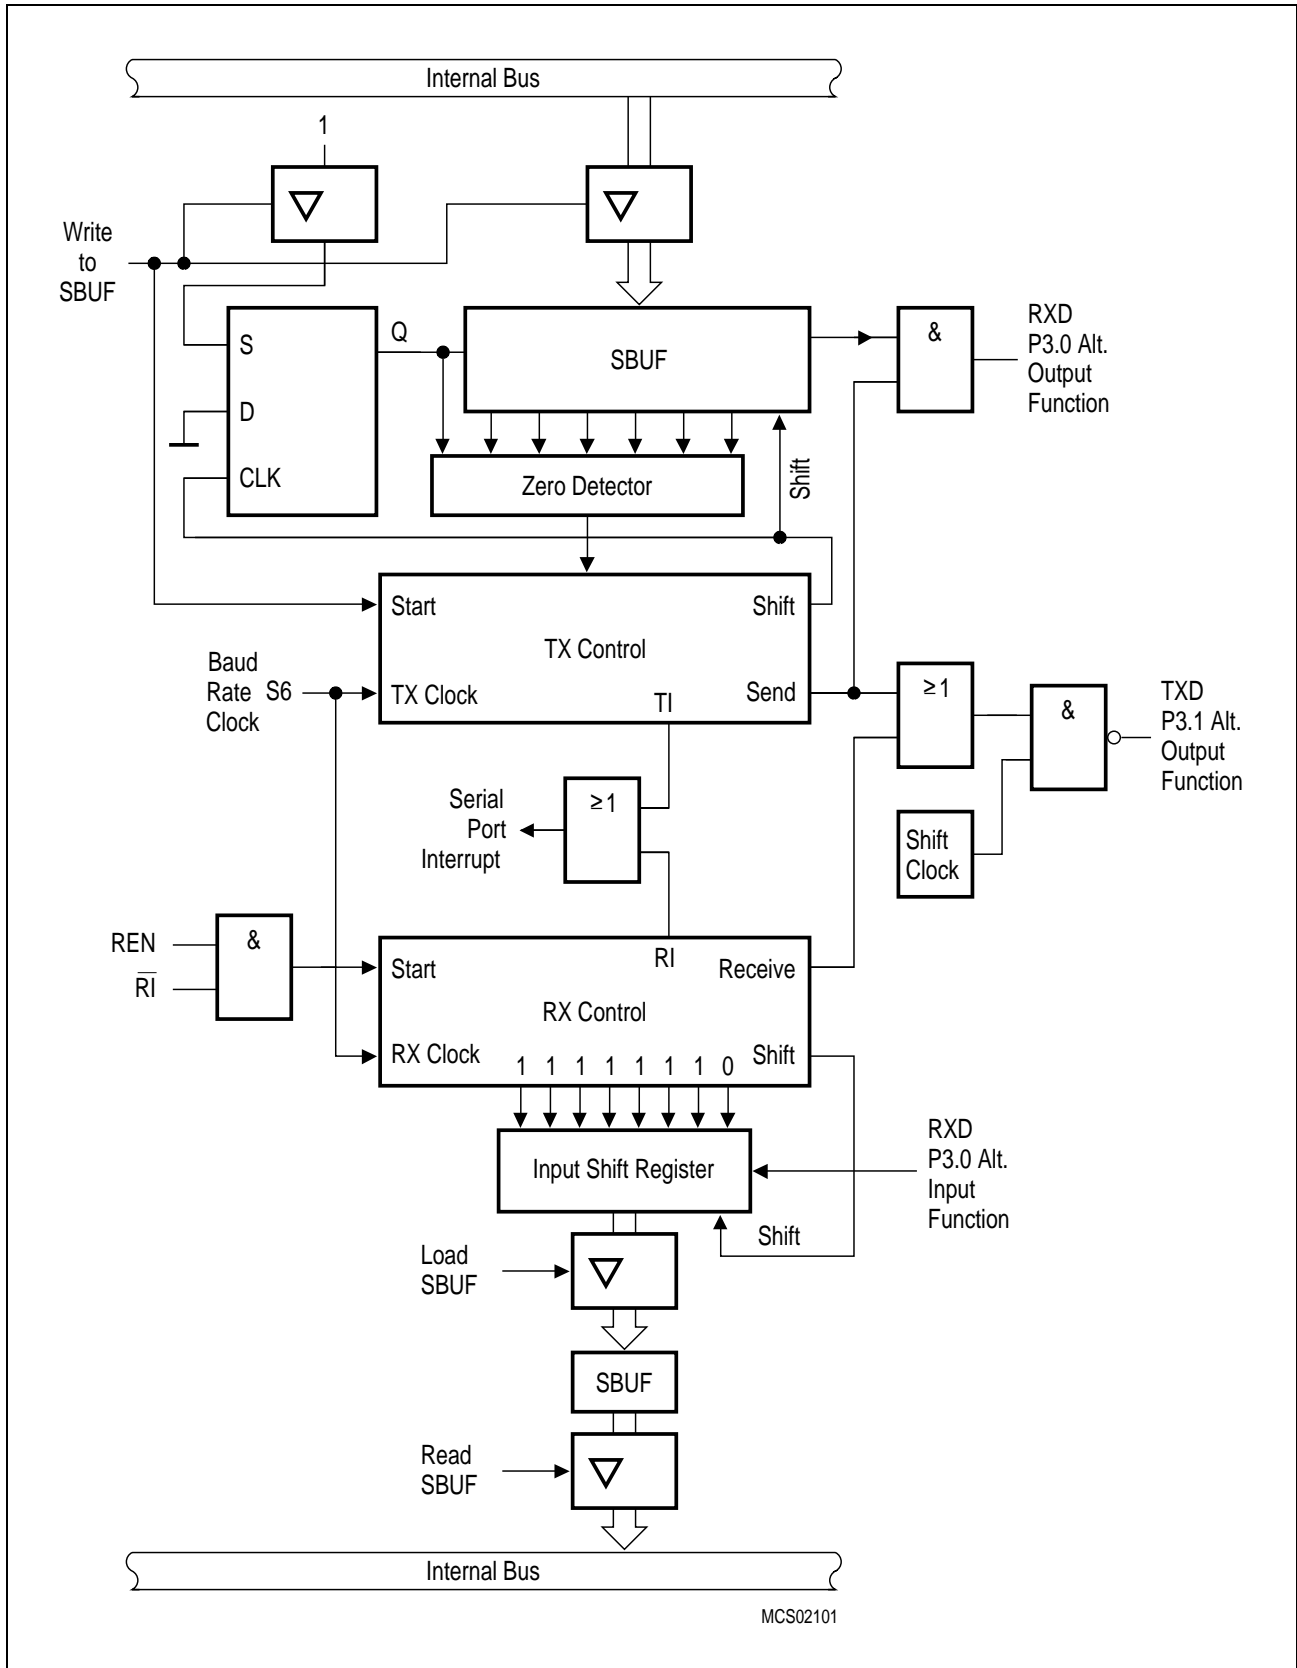 Internal Bus
1
Write
to
SBUF
S
Q
D
CLK
SBUF
&
RXD
P3.0 Alt.
Output
Function
Zero Detector
Shift
Start
Shift
TX Control
Baud
Rate S6
Clock
TX Clock
TI
Send
≥1
&
TXD
P3.1 Alt.
Output
Function
Serial
Port
Interrupt
≥1
Shift
Clock
REN
R̅I̅
&
Start
RI
Receive
RX Control
RX Clock
1 1 1 1 1 1 1 0
Shift
Input Shift Register
RXD
P3.0 Alt.
Input
Function
Shift
Load
SBUF
SBUF
Read
SBUF
Internal Bus
MCS02101